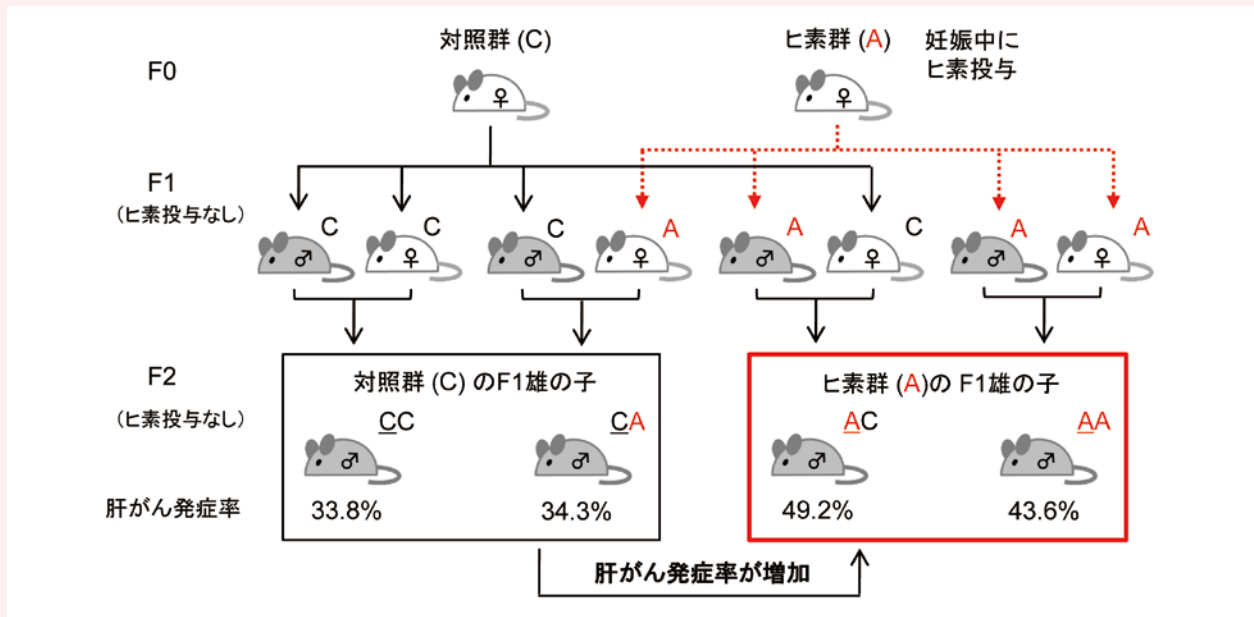 対照群 (C)
ヒ素群 (A)
妊娠中に
ヒ素投与
F0
♀
♀
F1
(ヒ素投与なし)
C
C
C
A
A
C
A
A
♂
♀
♂
♀
♂
♀
♂
♀
F2
(ヒ素投与なし)
対照群 (C) のF1雄の子
ヒ素群 (A)の F1雄の子
CC
CA
AC
AA
♂
♂
♂
♂
肝がん発症率
33.8%
34.3%
49.2%
43.6%
肝がん発症率が増加